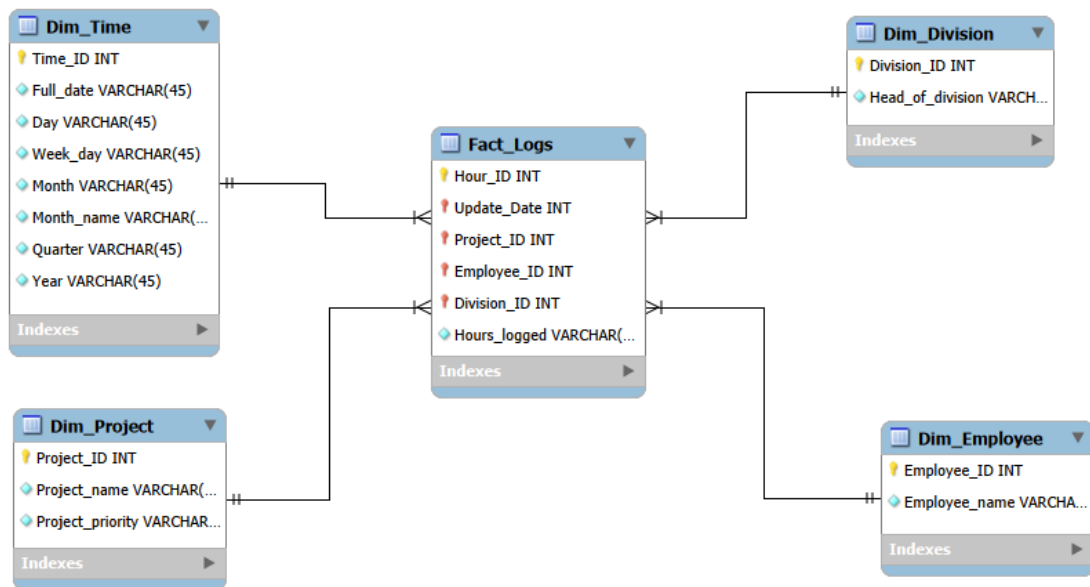 Dim_Time
Time_ID INT
Full_date VARCHAR(45)
Day VARCHAR(45)
Week_day VARCHAR(45)
Month VARCHAR(45)
Month_name VARCHAR(...
Quarter VARCHAR(45)
Year VARCHAR(45)
Indexes
Dim_Division
Division_ID INT
Head_of_division VARCH...
Indexes
Fact_Logs
Hour_ID INT
Update_Date INT
Project_ID INT
Employee_ID INT
Division_ID INT
Hours_logged VARCHAR(...
Indexes
Dim_Project
Project_ID INT
Project_name VARCHAR(...
Project_priority VARCHAR...
Indexes
Dim_Employee
Employee_ID INT
Employee_name VARCHA...
Indexes